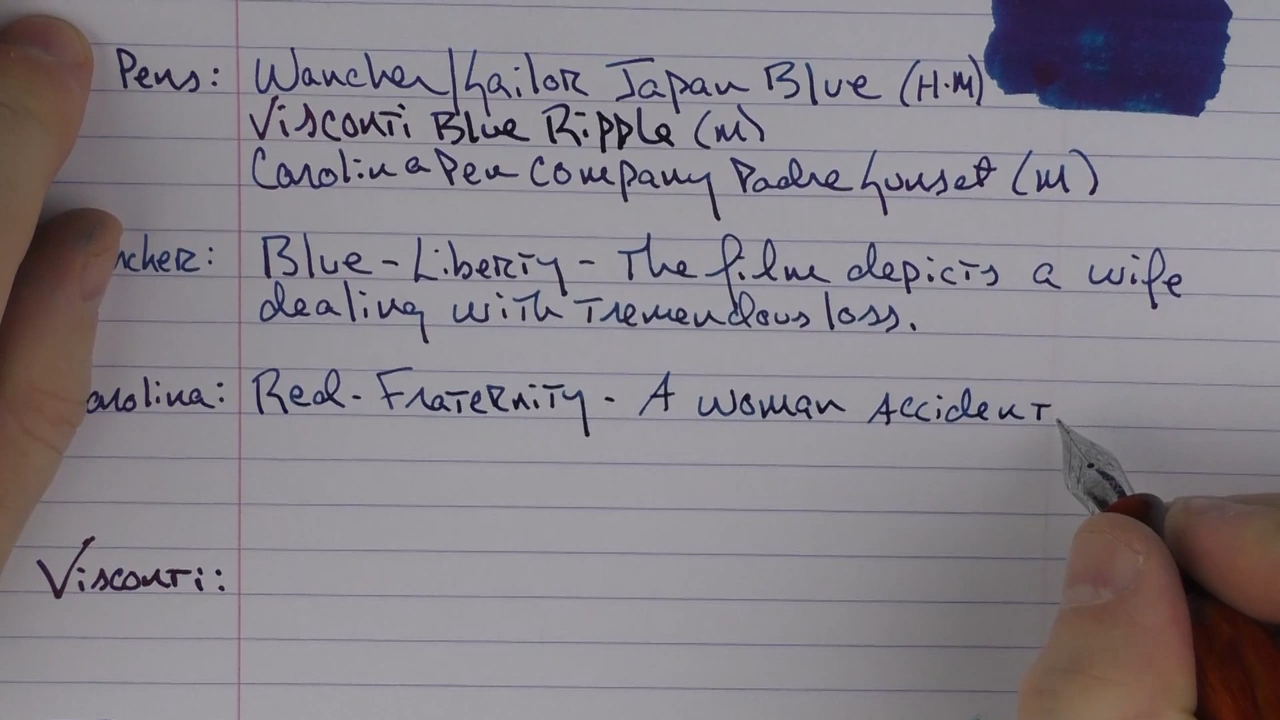 Pens: Wancher/Sailor Japan Blue (H·M)
Visconti Blue Ripple (M)
Carolina Pen Company Padre Sunset (M)
ncher: Blue - Liberty - The film depicts a wife
dealing with tremendous loss.
arolina: Red - Fraternity - A woman accident
Visconti: